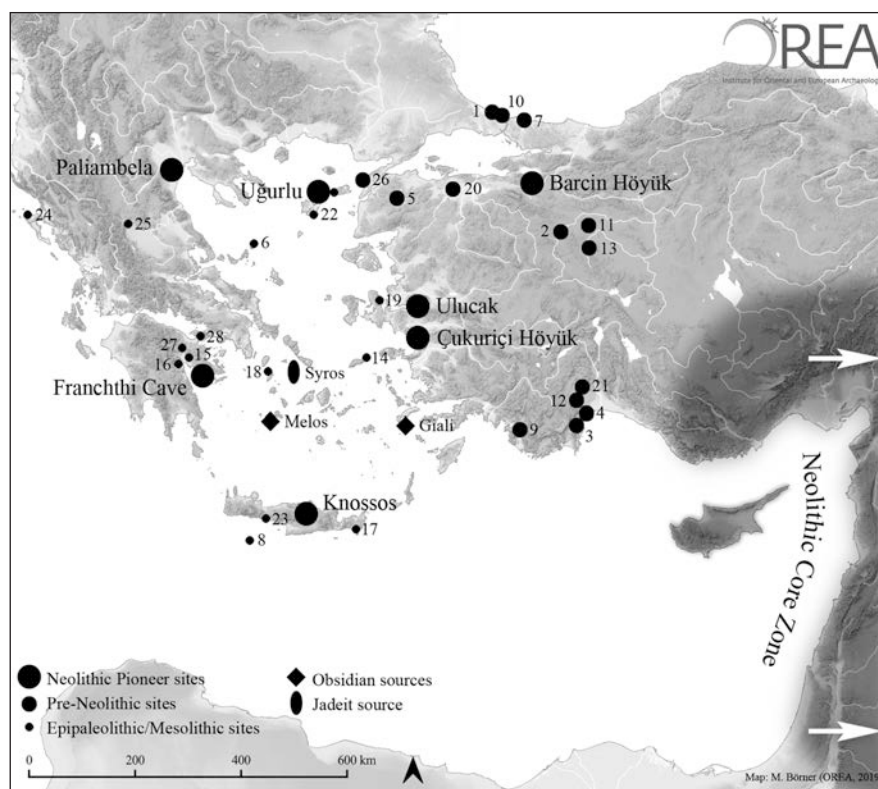 OREA
Institute for Oriental and European Archaeology
1
10
7
Paliambela
Uğurlu
26
20
Barcin Höyük
5
24
25
22
6
2
11
13
19
Ulucak
28
27
15
16
Franchthi Cave
18
Syros
14
Çukuriçi Höyük
Melos
Giali
21
12
4
9
3
Knossos
23
17
8
Neolithic Core Zone
Neolithic Pioneer sites
Pre-Neolithic sites
Epipaleolithic/Mesolithic sites
Obsidian sources
Jadeit source
0 200 400 600 km
Map: M. Börner (OREA, 2019